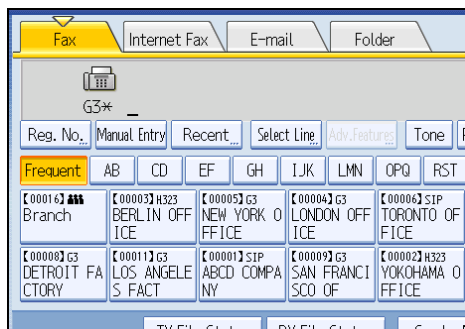 Fax Internet Fax E-mail Folder
G3* _
Reg. No. Manual Entry Recent Select Line Adv.Features Tone
Frequent AB CD EF GH IJK LMN OPQ RST
【00016】 【00003】H323 【00005】G3 【00009】G3 【00006】SIP
Branch BERLIN OFF NEW YORK O LONDON OFF TORONTO OF
ICE FFICE ICE FICE
【00008】G3 【00011】G3 【00001】SIP 【00004】G3 【00002】H323
DETROIT FA LOS ANGELE ABCD COMPA SAN FRANCI YOKOHAMA O
CTORY S FACT NY SCO OF FFICE